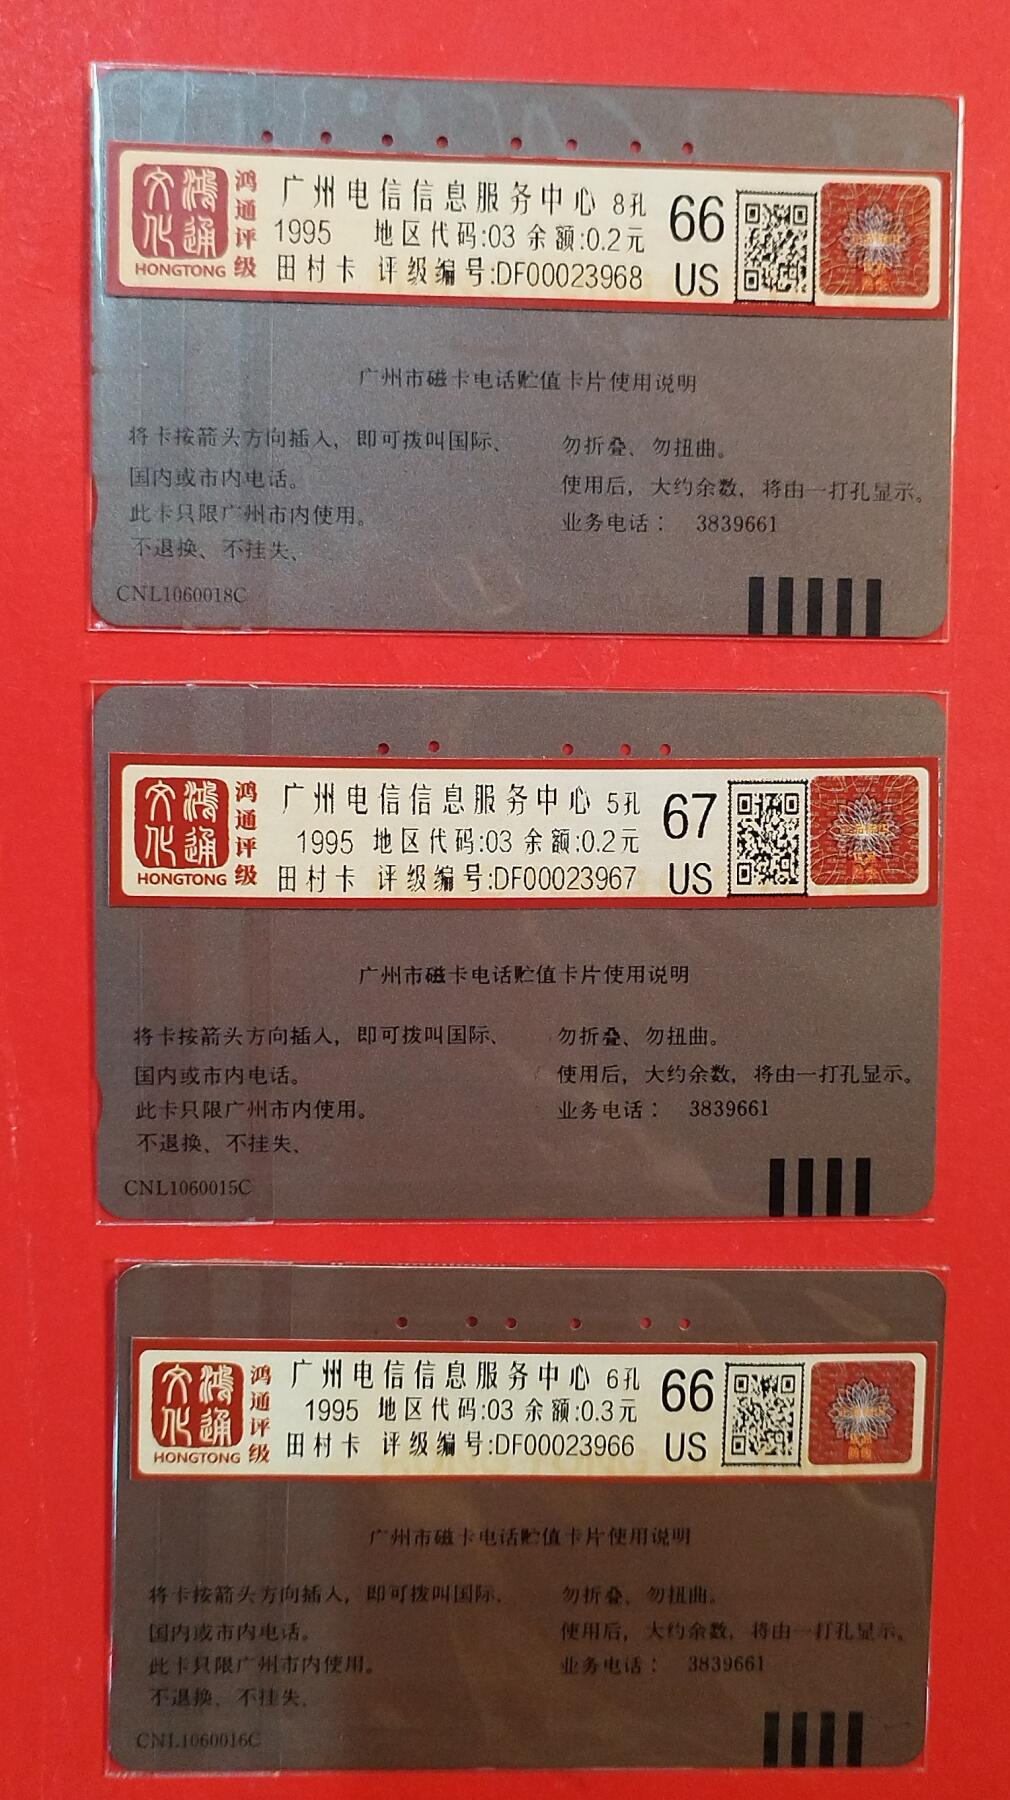 鸿通
文化
HONGTONG
鸿通评级
广州电信信息服务中心 8孔
1995 地区代码:03 余额:0.2元
田村卡 评级编号:DF00023968
66
US
广州市磁卡电话贮值卡片使用说明
将卡按箭头方向插入，即可拨叫国际、
国内或市内电话。
此卡只限广州市内使用。
不退换、不挂失、
勿折叠、勿扭曲。
使用后，大约余数，将由一打孔显示。
业务电话： 3839661
CNL1060018C
鸿通
文化
HONGTONG
鸿通评级
广州电信信息服务中心 5孔
1995 地区代码:03 余额:0.2元
田村卡 评级编号:DF00023967
67
US
广州市磁卡电话贮值卡片使用说明
将卡按箭头方向插入，即可拨叫国际、
国内或市内电话。
此卡只限广州市内使用。
不退换、不挂失、
勿折叠、勿扭曲。
使用后，大约余数，将由一打孔显示。
业务电话： 3839661
CNL1060015C
鸿通
文化
HONGTONG
鸿通评级
广州电信信息服务中心 6孔
1995 地区代码:03 余额:0.3元
田村卡 评级编号:DF00023966
66
US
广州市磁卡电话贮值卡片使用说明
将卡按箭头方向插入，即可拨叫国际、
国内或市内电话。
此卡只限广州市内使用。
不退换、不挂失、
勿折叠、勿扭曲。
使用后，大约余数，将由一打孔显示。
业务电话： 3839661
CNL1060016C